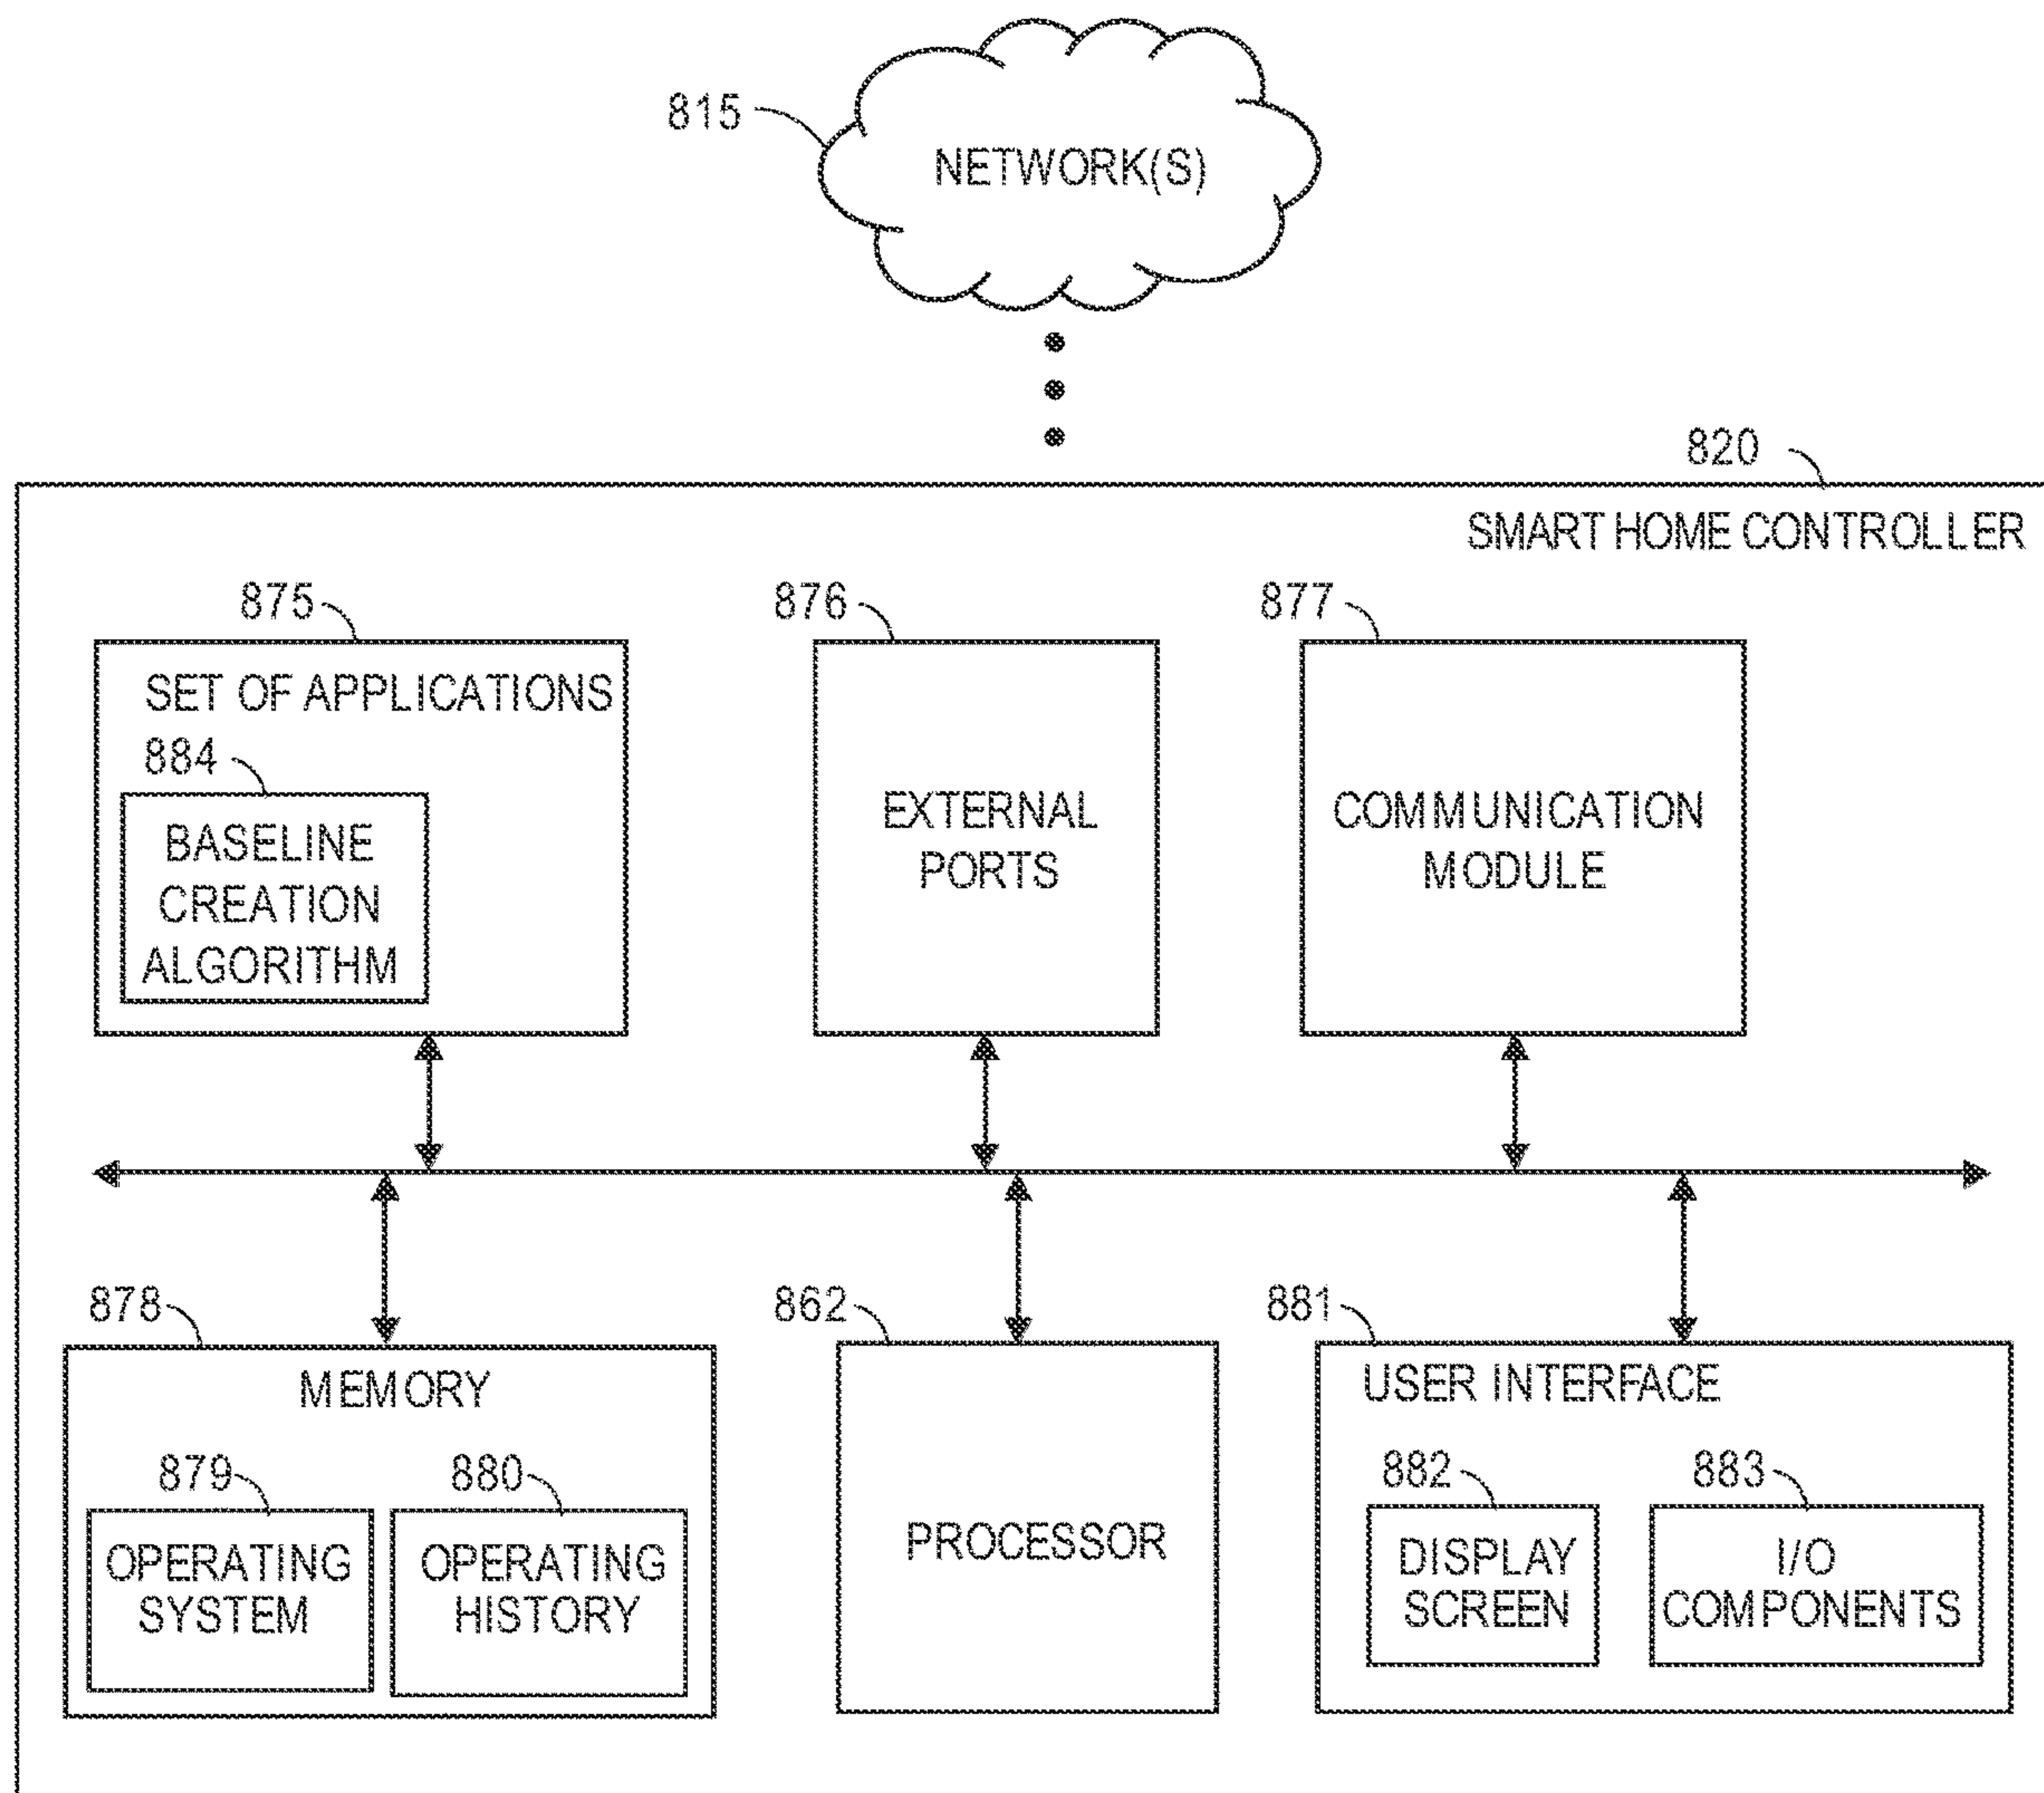 815
NETWORK(S)
820
SMART HOME CONTROLLER
875
SET OF APPLICATIONS
884
BASELINE
CREATION
ALGORITHM
876
EXTERNAL
PORTS
877
COMMUNICATION
MODULE
878
MEMORY
879
OPERATING
SYSTEM
880
OPERATING
HISTORY
862
PROCESSOR
881
USER INTERFACE
882
DISPLAY
SCREEN
883
I/O
COMPONENTS